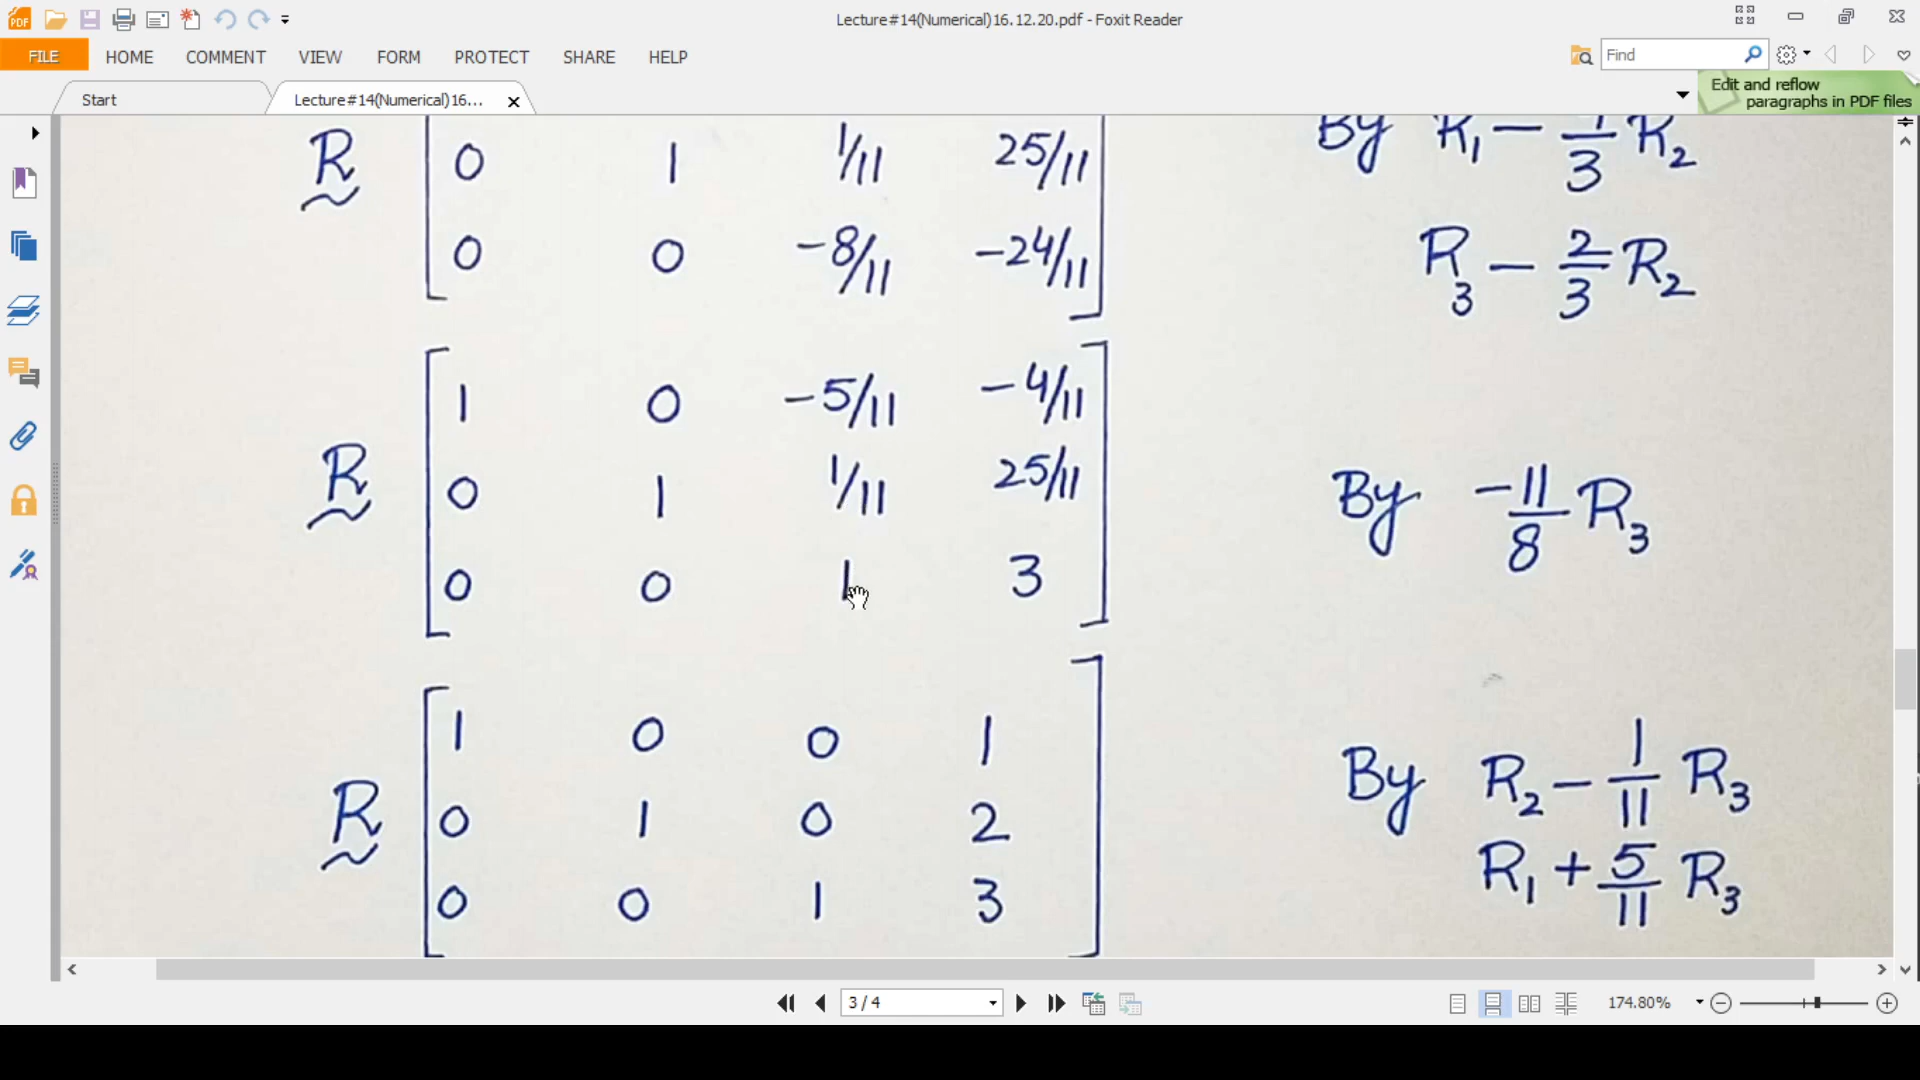 Lecture#14(Numerical)16.12.20.pdf - Foxit Reader
FILE HOME COMMENT VIEW FORM PROTECT SHARE HELP
Find
Start Lecture#14(Numerical)16...
Edit and reflow
paragraphs in PDF files
By R₁ - 1/3 R₂
R 0 1 1/11 25/11
0 0 -8/11 -24/11
R₃ - 2/3 R₂
1 0 -5/11 -4/11
R 0 1 1/11 25/11 By -11/8 R₃
0 0 1 3
1 0 0 1
R 0 1 0 2 By R₂ - 1/11 R₃
0 0 1 3 R₁ + 5/11 R₃
3 / 4 174.80%